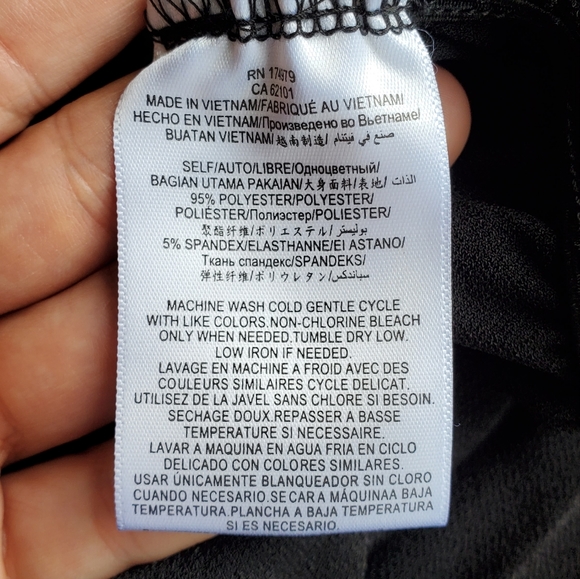 RN 174979
CA 62101
MADE IN VIETNAM/FABRIQUÉ AU VIETNAM/
HECHO EN VIETNAM/Произведено во Вьетнаме/
BUATAN VIETNAM/越南制造/ صنع في فيتنام
SELF/AUTO/LIBRE/Одноцветный/
BAGIAN UTAMA PAKAIAN/大身面料/表地/ الذات
95% POLYESTER/POLYESTER/
POLIÉSTER/Полиэстер/POLIESTER/
聚酯纤维/ポリエステル/بوليستر
5% SPANDEX/ELASTHANNE/El ASTANO/
Ткань спандекс/SPANDEKS/
弹性纤维/ポリウレタン/سباندكس
MACHINE WASH COLD GENTLE CYCLE
WITH LIKE COLORS.NON-CHLORINE BLEACH
ONLY WHEN NEEDED.TUMBLE DRY LOW.
LOW IRON IF NEEDED.
LAVAGE EN MACHINE A FROID AVEC DES
COULEURS SIMILAIRES CYCLE DELICAT.
UTILISEZ DE LA JAVEL SANS CHLORE SI BESOIN.
SECHAGE DOUX.REPASSER A BASSE
TEMPERATURE SI NECESSAIRE.
LAVAR A MAQUINA EN AGUA FRIA EN CICLO
DELICADO CON COLORES SIMILARES.
USAR ÚNICAMENTE BLANQUEADOR SIN CLORO
CUANDO NECESARIO.SECAR A MÁQUINAA BAJA
TEMPERATURA.PLANCHA A BAJA TEMPERATURA
SI ES NECESARIO.